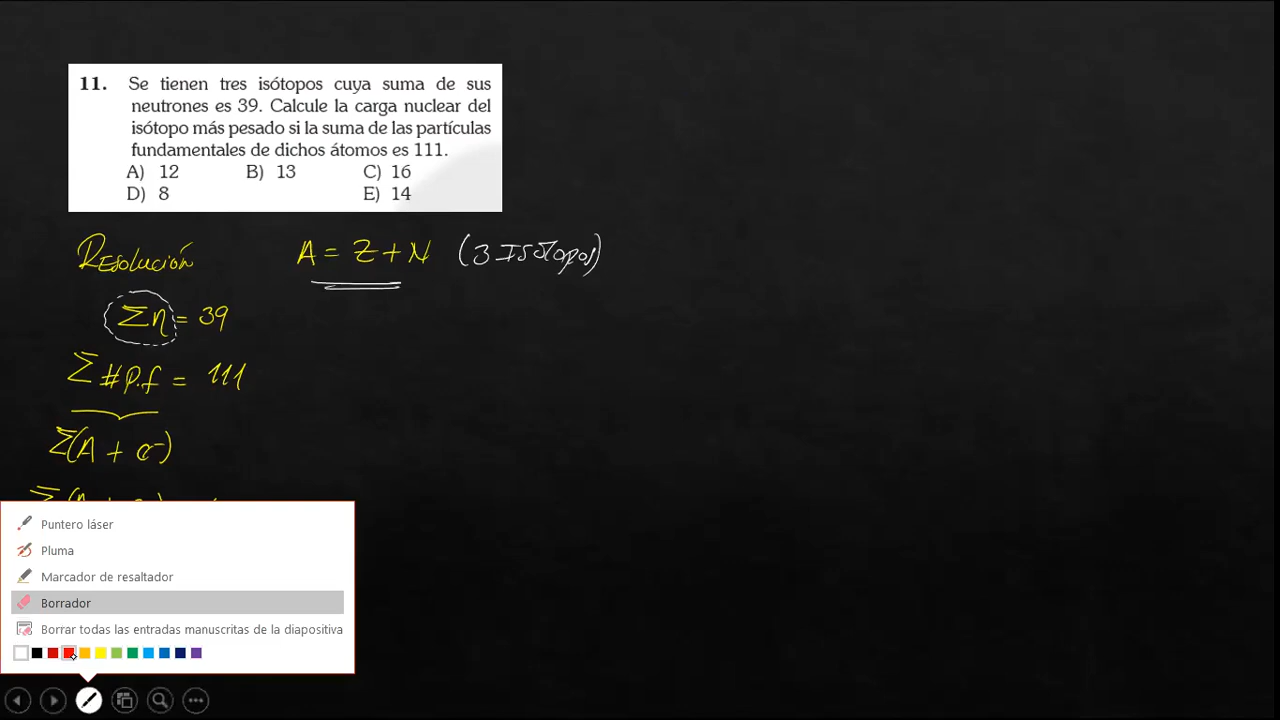 11. Se tienen tres isótopos cuya suma de sus
neutrones es 39. Calcule la carga nuclear del
isótopo más pesado si la suma de las partículas
fundamentales de dichos átomos es 111.
A) 12 B) 13 C) 16
D) 8 E) 14
Resolución A = Z + N (3 Isótopos)
Ση = 39
Σ #p.f = 111
Σ(A + e⁻)
Puntero láser
Pluma
Marcador de resaltador
Borrador
Borrar todas las entradas manuscritas de la diapositiva